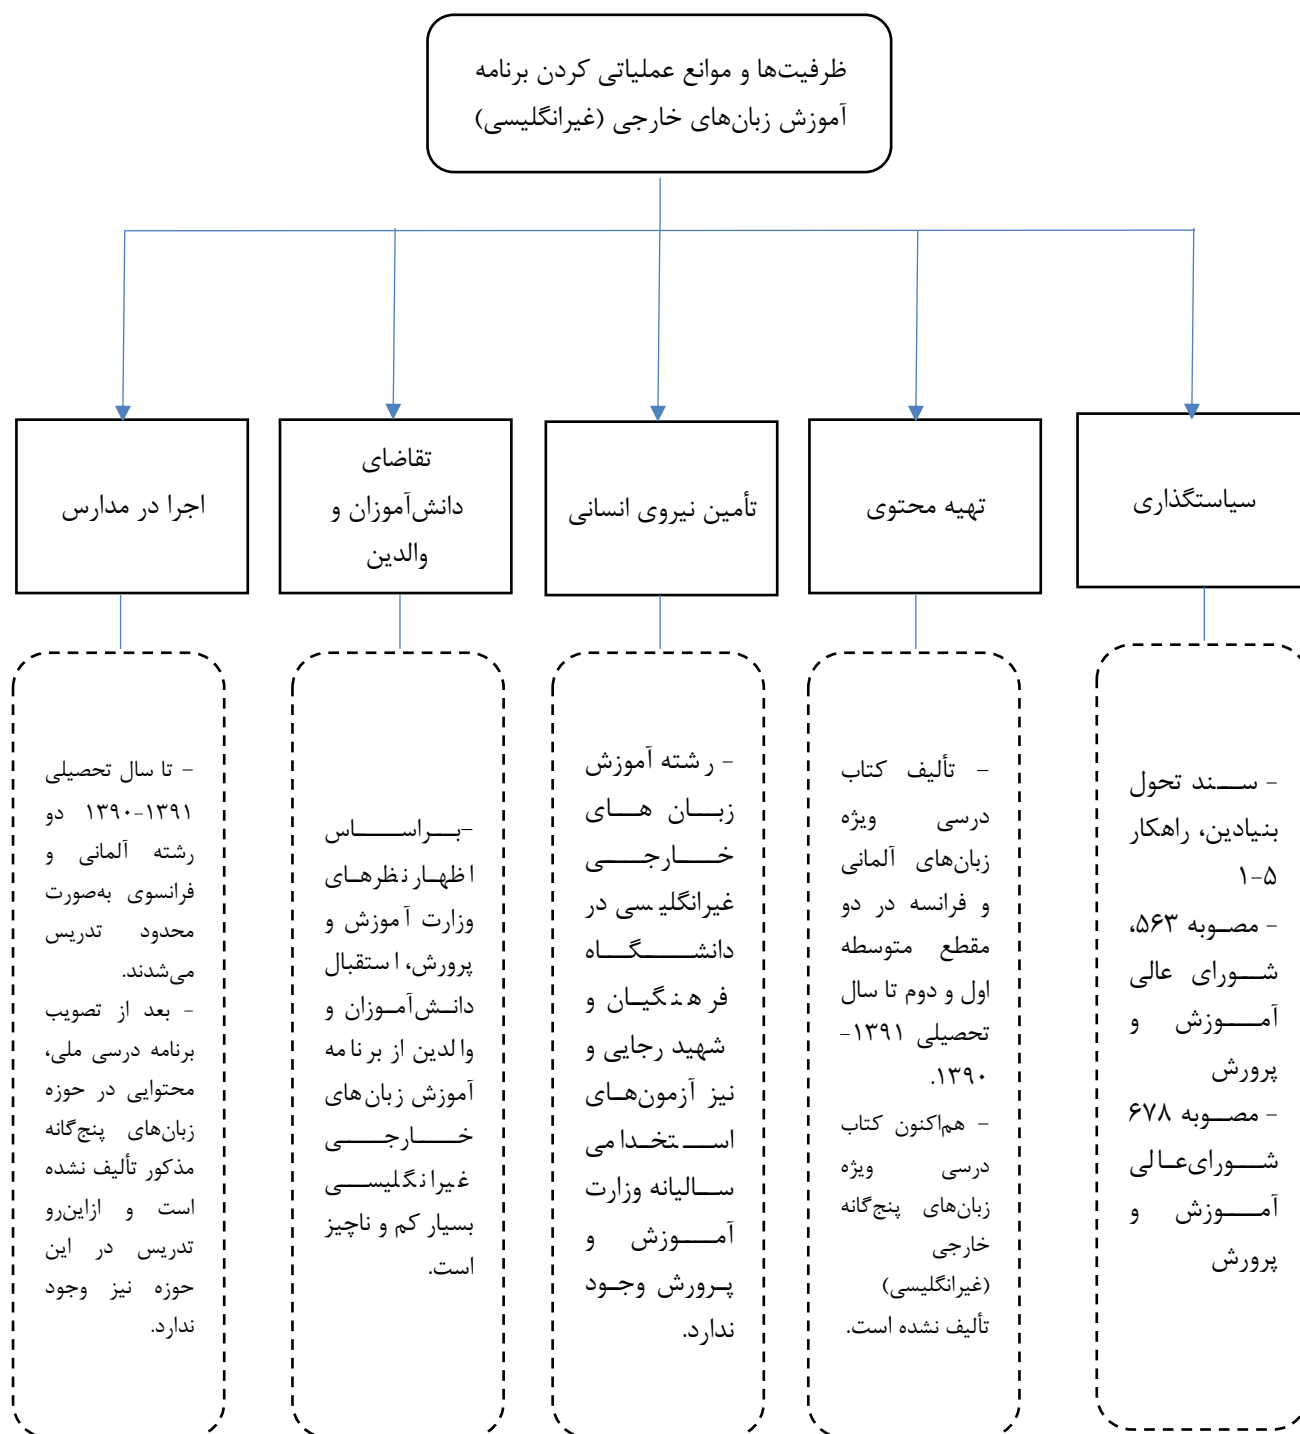 ظرفیت‌ها و موانع عملیاتی کردن برنامه
آموزش زبان‌های خارجی (غیرانگلیسی)
سیاستگذاری
تهیه محتوی
تأمین نیروی انسانی
تقاضای
دانش‌آموزان و
والدین
اجرا در مدارس
- سند تحول
بنیادین، راهکار
۱-۵
- مصوبه ۵۶۳،
شورای عالی
آموزش و
پرورش
- مصوبه ۶۷۸
شورای‌عالی
آموزش و
پرورش
- تألیف کتاب
درسی ویژه
زبان‌های آلمانی
و فرانسه در دو
مقطع متوسطه
اول و دوم تا سال
تحصیلی ۱۳۹۱-
۱۳۹۰.
- هم‌اکنون کتاب
درسی ویژه
زبان‌های پنج‌گانه
خارجی
(غیرانگلیسی)
تألیف نشده است.
- رشته آموزش
زبان های
خارجی
غیرانگلیسی در
دانشگاه
فرهنگیان و
شهید رجایی و
نیز آزمون‌های
استخدامی
سالیانه وزارت
آموزش و
پرورش وجود
ندارد.
-براساس
اظهارنظرهای
وزارت آموزش و
پرورش، استقبال
دانش‌آموزان و
والدین از برنامه
آموزش زبان‌های
خارجی
غیرانگلیسی
بسیار کم و ناچیز
است.
- تا سال تحصیلی
۱۳۹۱-۱۳۹۰ دو
رشته آلمانی و
فرانسوی به‌صورت
محدود تدریس
می‌شدند.
- بعد از تصویب
برنامه درسی ملی،
محتوایی در حوزه
زبان‌های پنج‌گانه
مذکور تألیف نشده
است و ازاین‌رو
تدریس در این
حوزه نیز وجود
ندارد.